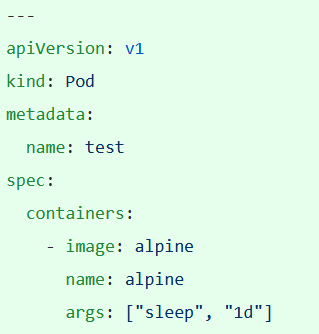 ---
apiVersion: v1
kind: Pod
metadata:
  name: test
spec:
  containers:
    - image: alpine
      name: alpine
      args: ["sleep", "1d"]